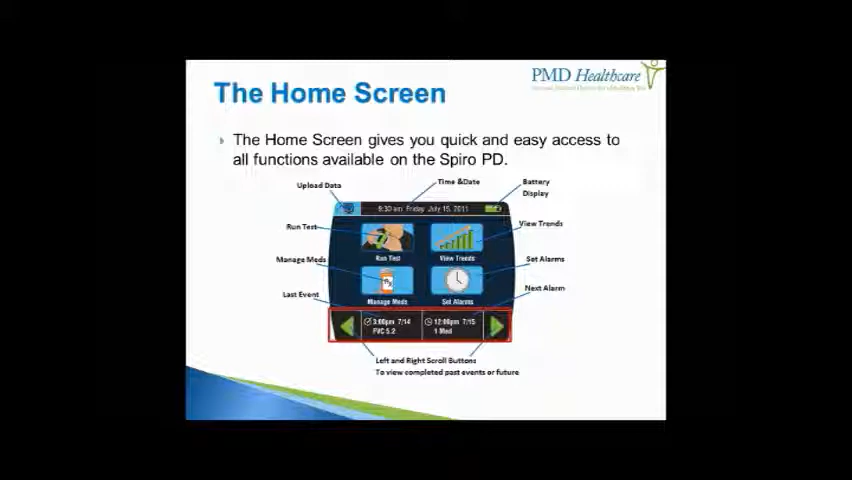 PMD Healthcare
The Home Screen
The Home Screen gives you quick and easy access to
all functions available on the Spiro PD.
Upload Data
Time &Date
Battery
Display
9:30 am Friday July 15, 2011
Run Test
View Trends
Run Test
View Trends
Manage Meds
Set Alarms
Rx
Manage Meds
Set Alarms
Last Event
Next Alarm
3:00pm 7/14
FVC 5.2
12:00pm 7/15
1 Med
Left and Right Scroll Buttons
To view completed past events or future